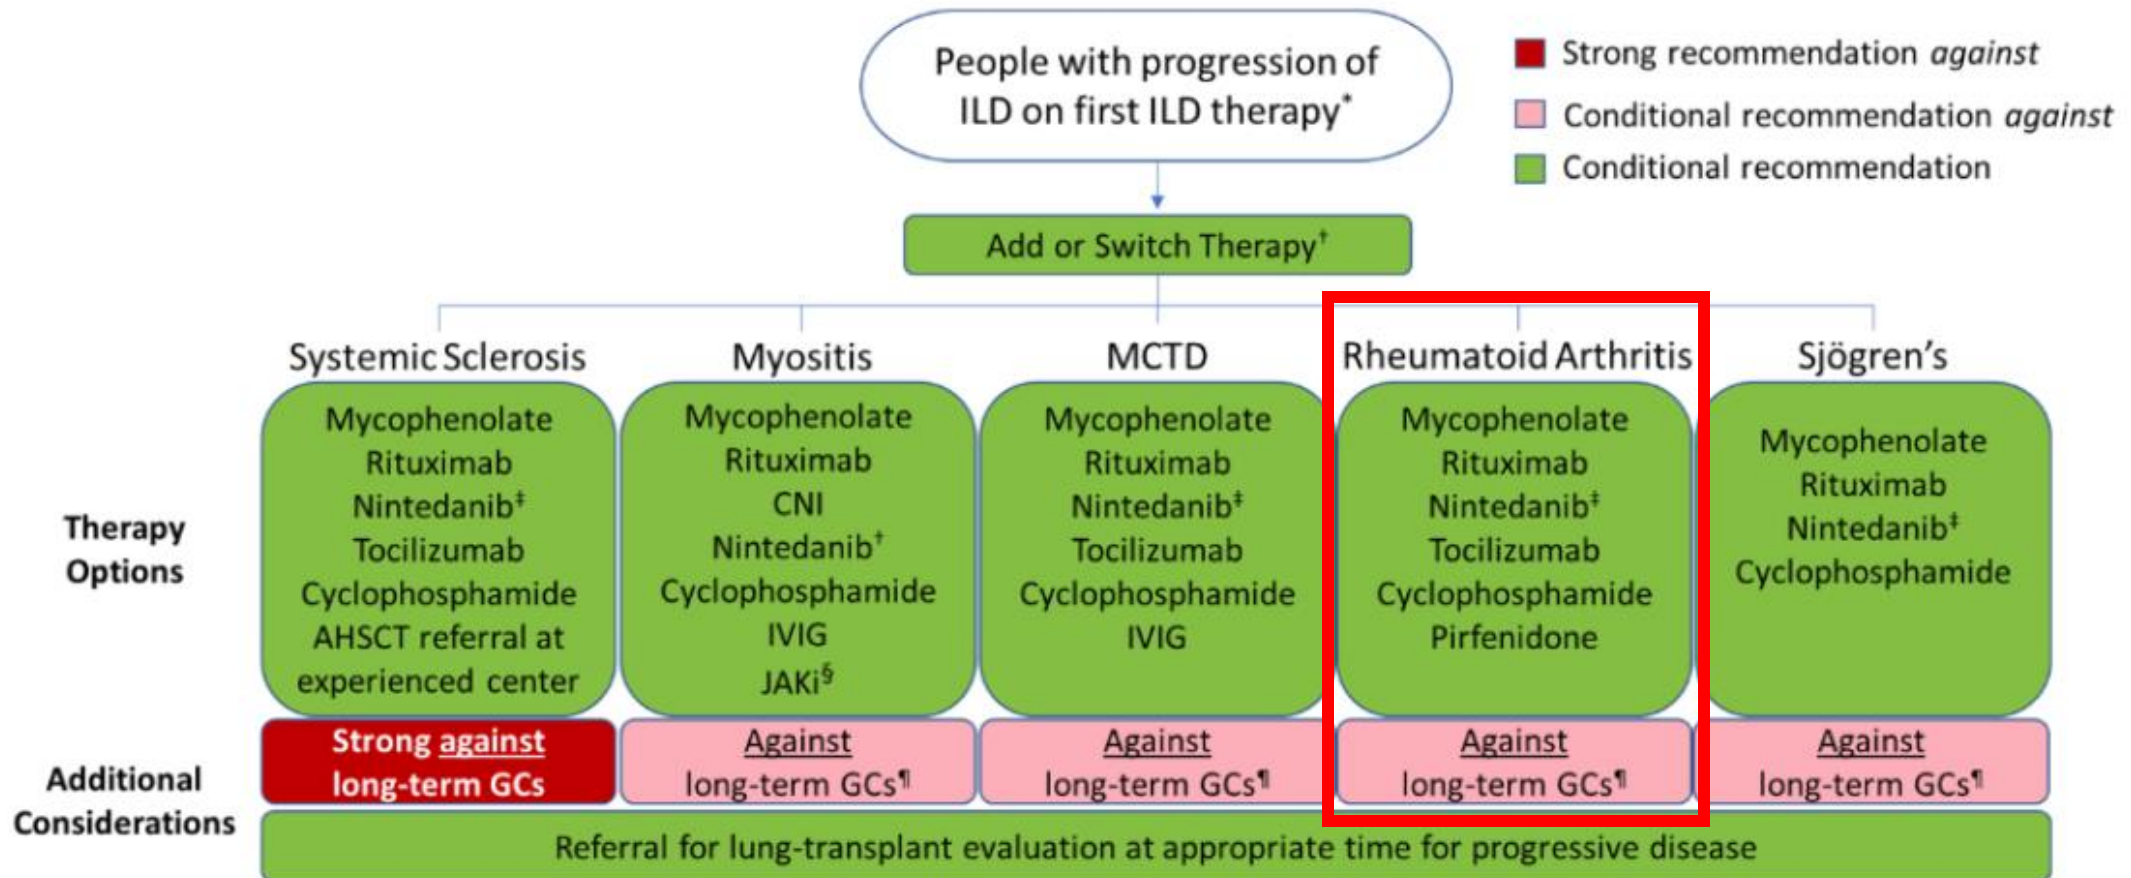 People with progression of
ILD on first ILD therapy*
Strong recommendation against
Conditional recommendation against
Conditional recommendation
Add or Switch Therapy†
Systemic Sclerosis
Mycophenolate
Rituximab
Nintedanib‡
Tocilizumab
Cyclophosphamide
AHSCT referral at
experienced center
Myositis
Mycophenolate
Rituximab
CNI
Nintedanib†
Cyclophosphamide
IVIG
JAKi§
MCTD
Mycophenolate
Rituximab
Nintedanib‡
Tocilizumab
Cyclophosphamide
IVIG
Rheumatoid Arthritis
Mycophenolate
Rituximab
Nintedanib‡
Tocilizumab
Cyclophosphamide
Pirfenidone
Sjögren's
Mycophenolate
Rituximab
Nintedanib‡
Cyclophosphamide
Therapy
Options
Additional
Considerations
Strong against
long-term GCs
Against
long-term GCs¶
Against
long-term GCs¶
Against
long-term GCs¶
Against
long-term GCs¶
Referral for lung-transplant evaluation at appropriate time for progressive disease